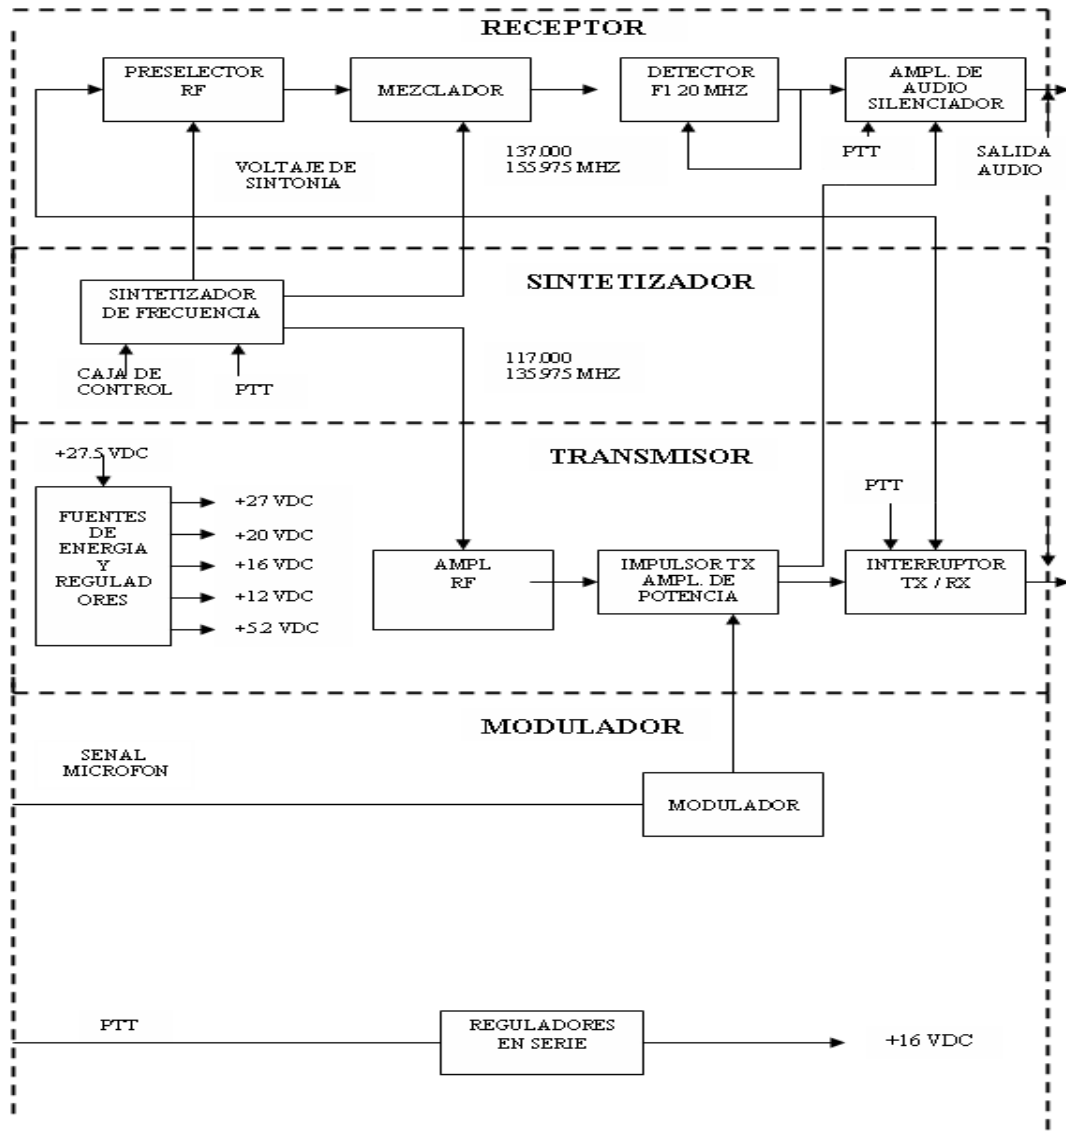 RECEPTOR
PRESELECTOR
RF
MEZCLADOR
DETECTOR
F1 20 MHZ
AMPL. DE
AUDIO
SILENCIADOR
VOLTAJE DE
SINTONIA
137.000
155.975 MHZ
PTT
SALIDA
AUDIO
SINTETIZADOR
SINTETIZADOR
DE FRECUENCIA
CAJA DE
CONTROL
PTT
117.000
135.975 MHZ
TRANSMISOR
+27.5 VDC
FUENTES
DE
ENERGIA
Y
REGULAD
ORES
+27 VDC
+20 VDC
+16 VDC
+12 VDC
+5.2 VDC
AMPL
RF
IMPULSOR TX
AMPL. DE
POTENCIA
PTT
INTERRUPTOR
TX / RX
MODULADOR
SENAL
MICROFON
MODULADOR
PTT
REGULADORES
EN SERIE
+16 VDC